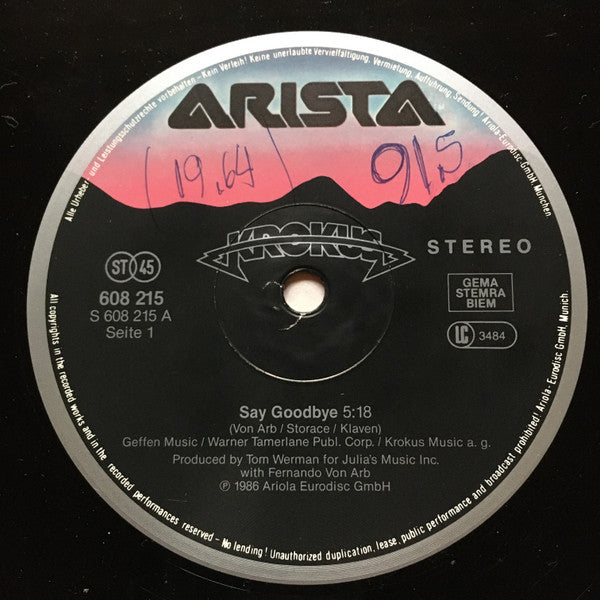 Alle Urheber- und Leistungsschutzrechte vorbehalten - Kein Verleih! Keine unerlaubte Vervielfältigung, Vermietung, Aufführung, Sendung! Ariola-Eurodisc GmbH München.
ARISTA
(19,64)
91.5
KROKUS
STEREO
ST 45
608 215
S 608 215 A
Seite 1
GEMA
STEMRA
BIEM
LC 3484
Say Goodbye 5:18
(Von Arb / Storace / Klaven)
Geffen Music / Warner Tamerlane Publ. Corp. / Krokus Music a. g.
Produced by Tom Werman for Julia's Music Inc.
with Fernando Von Arb
℗ 1986 Ariola Eurodisc GmbH
All copyrights in the recorded works and in the recorded performances reserved - No lending! Unauthorized duplication, lease, public performance and broadcast prohibited! Ariola - Eurodisc GmbH, Munich.